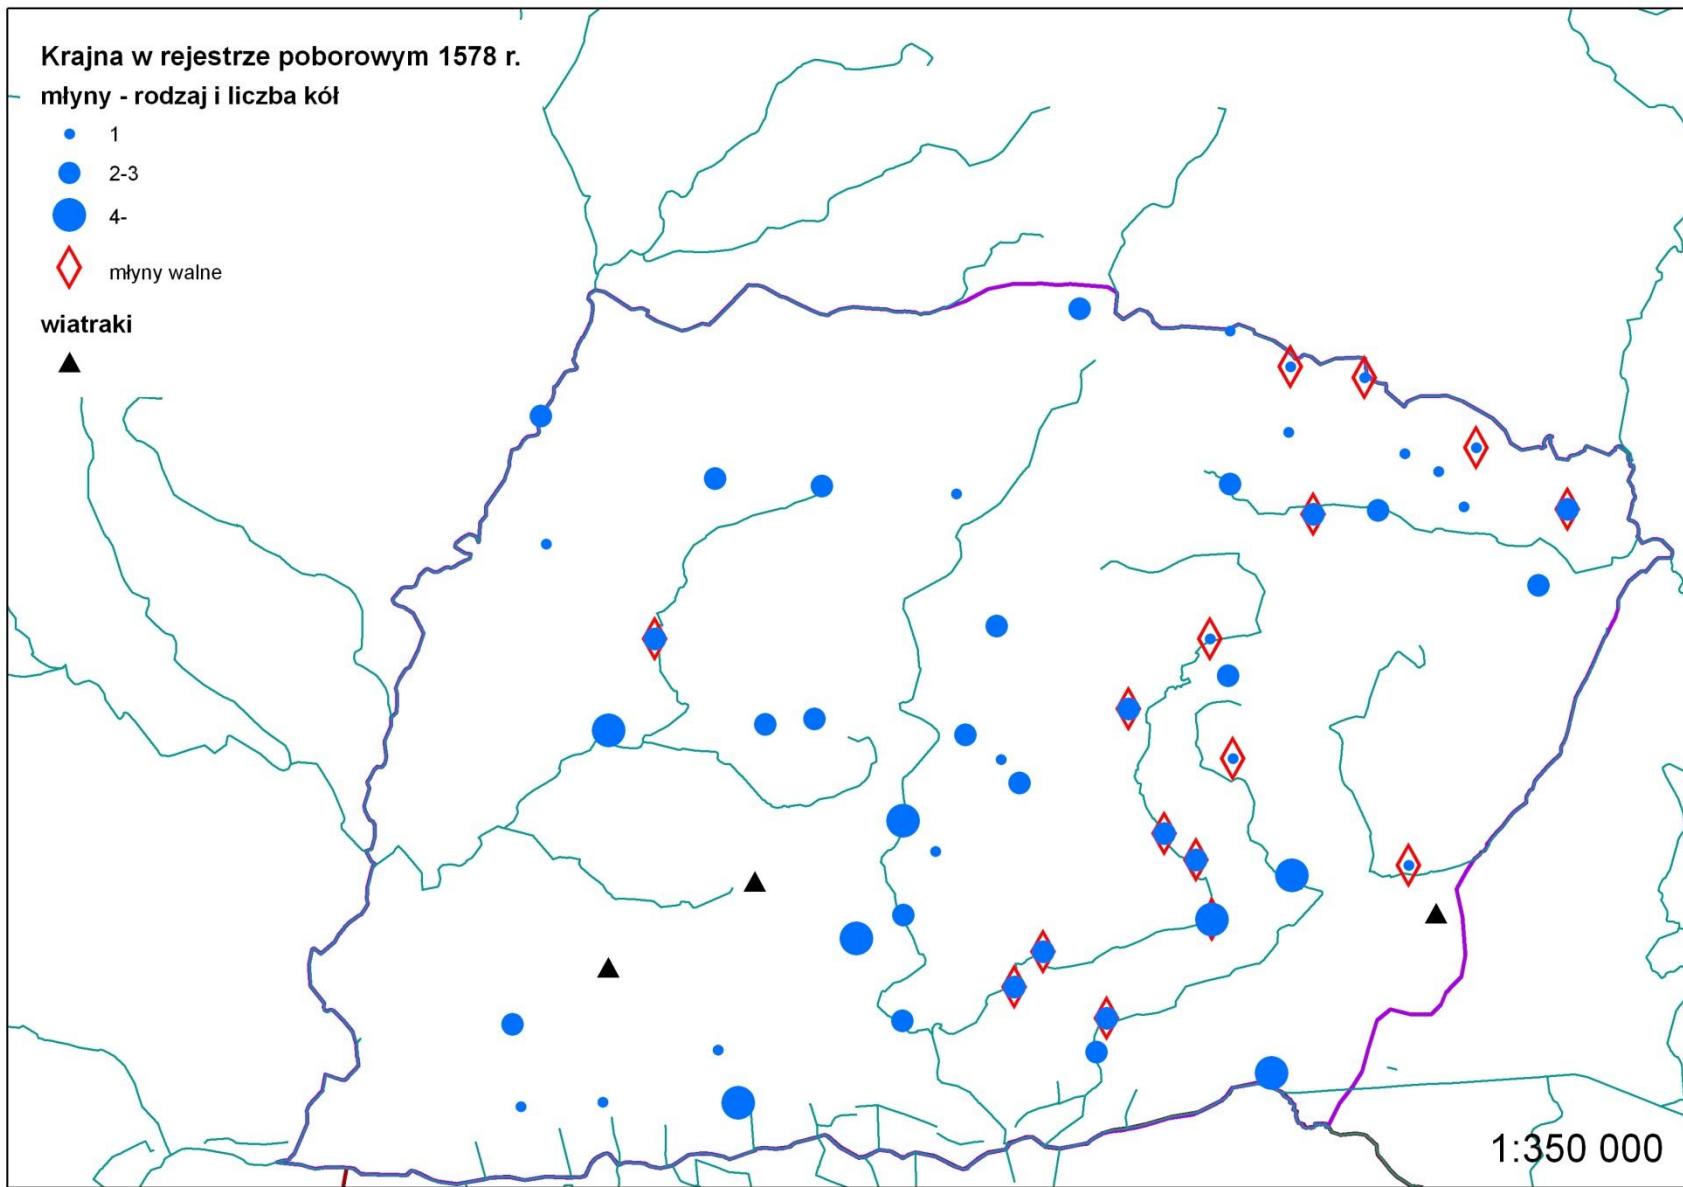 Krajna w rejestrze poborowym 1578 r.
młyny - rodzaj i liczba kół
1
2-3
4-
młyny walne
wiatraki
1:350 000